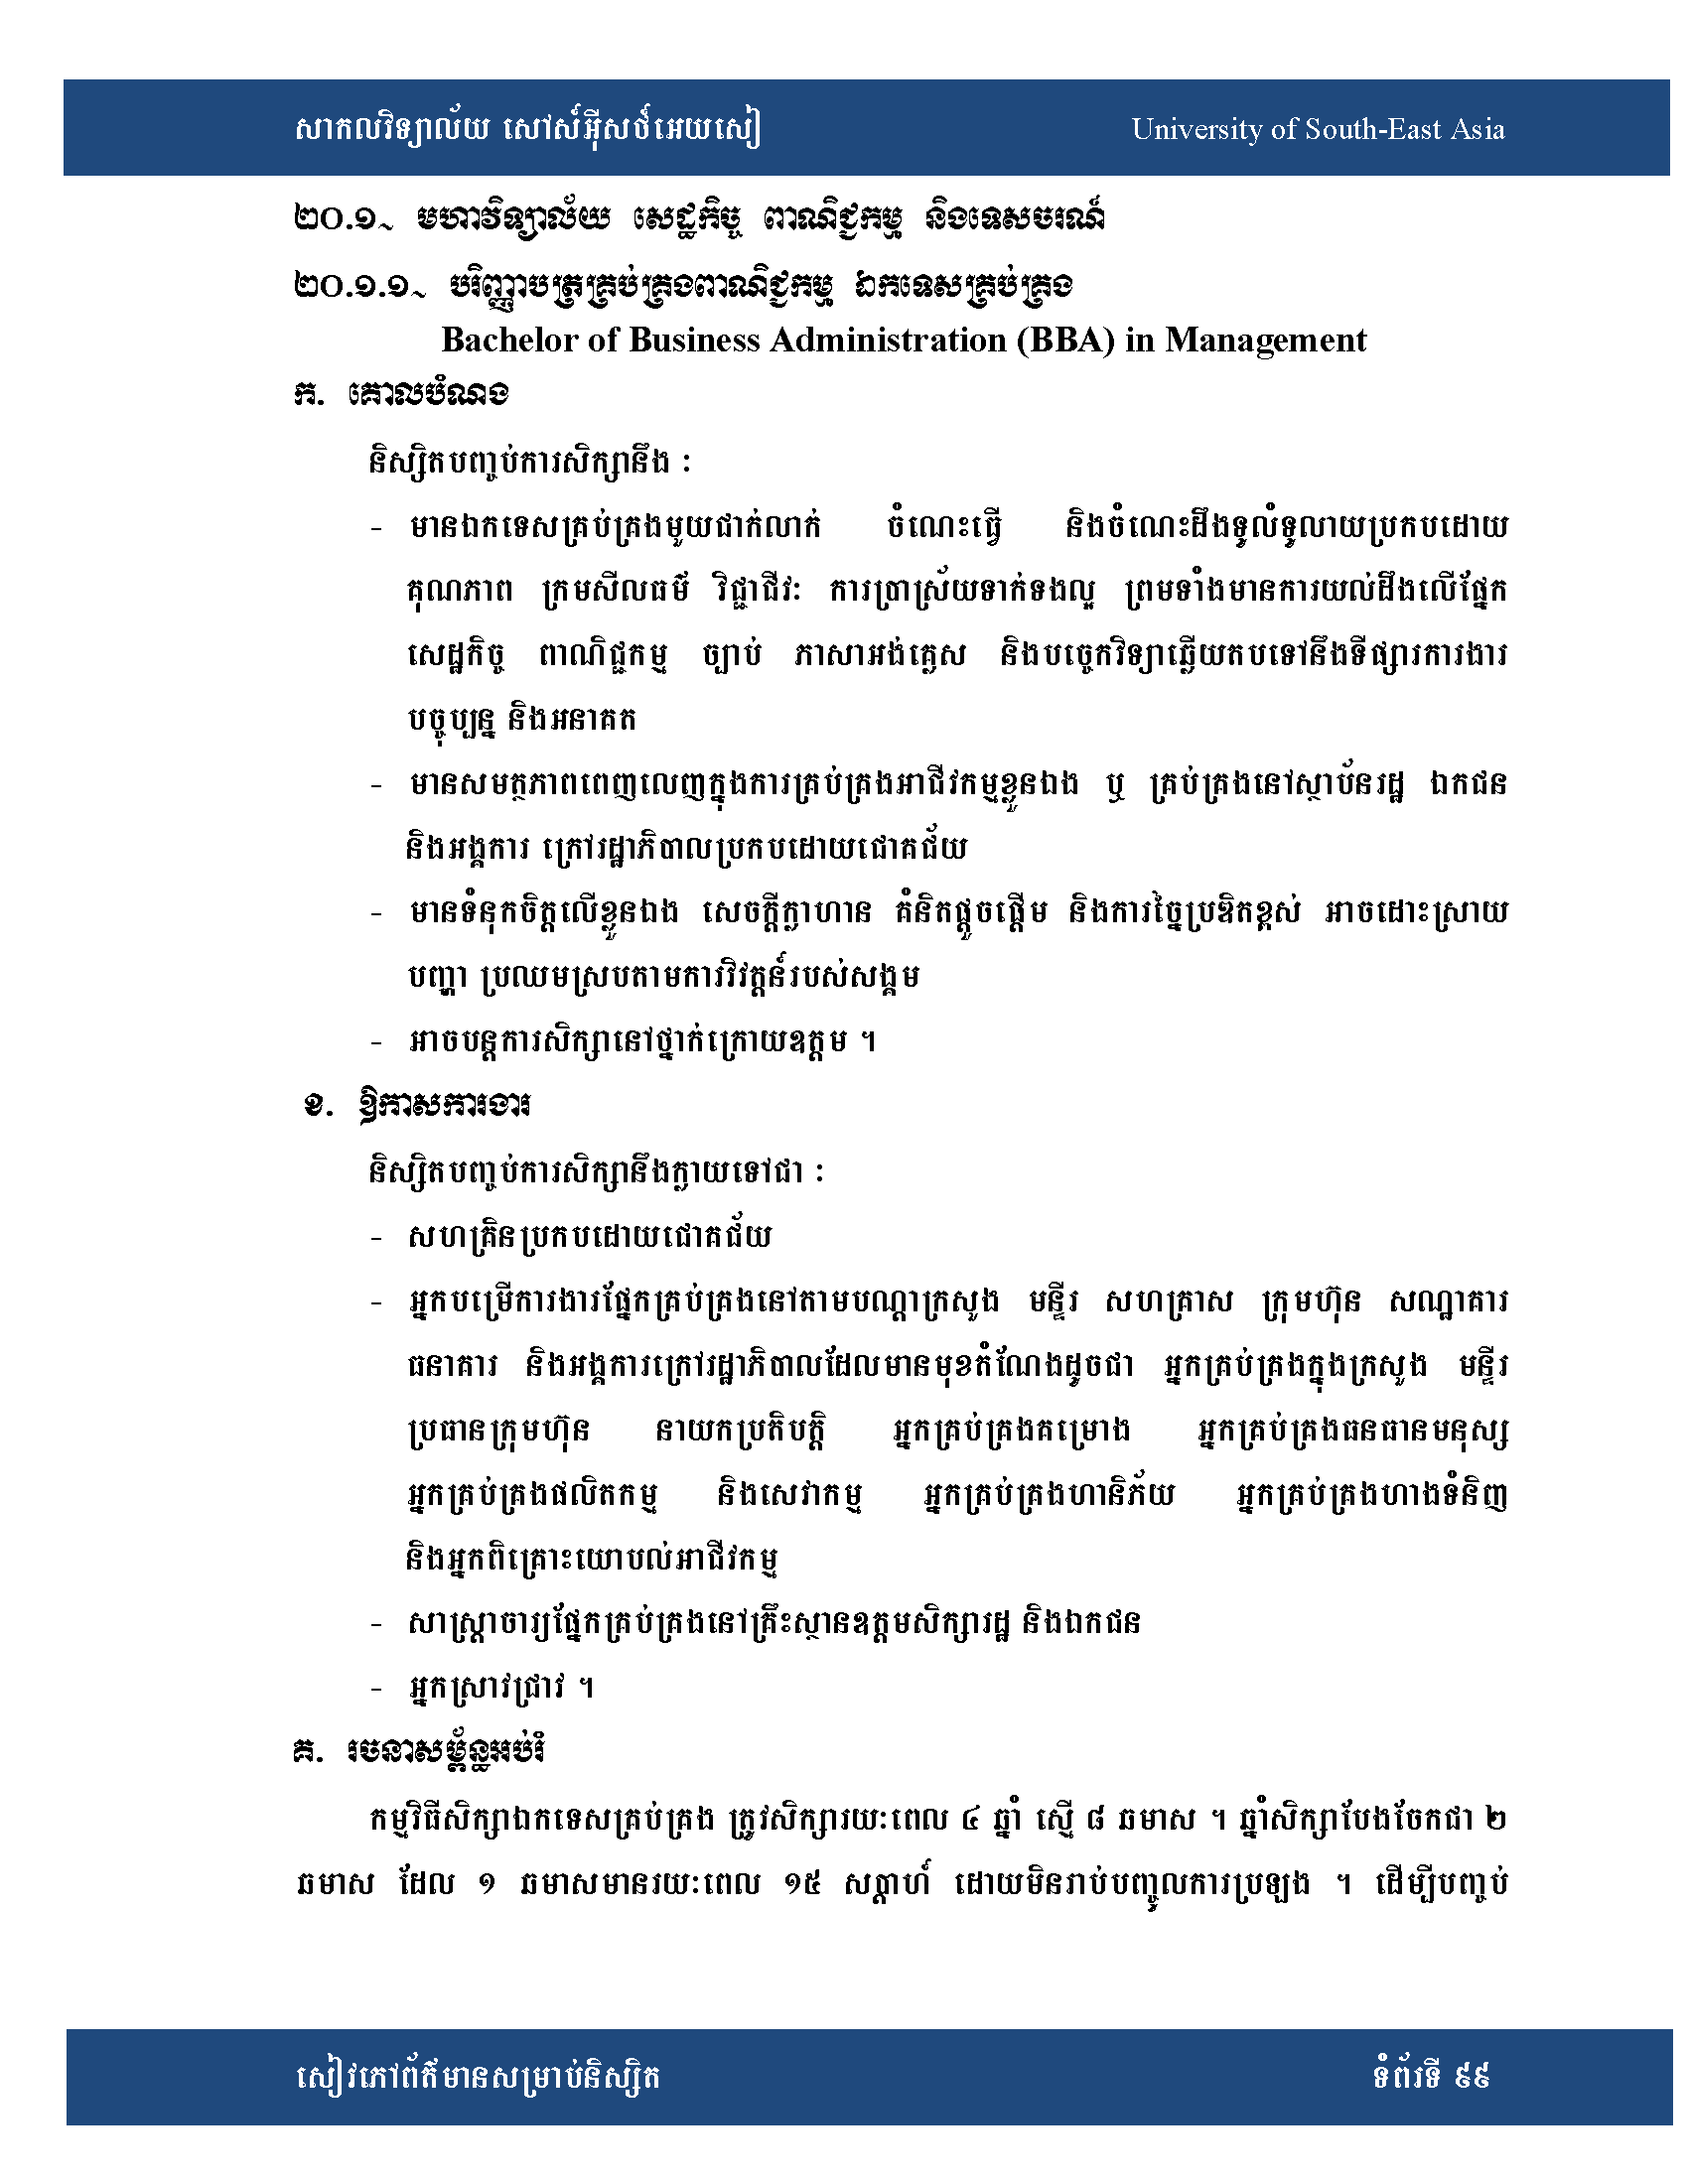 សាកលវិទ្យាល័យ សៅស៍អ៊ីសថ៍អេយសៀ University of South-East Asia
២០.១~ មហាវិទ្យាល័យ សេដ្ឋកិច្ច ពាណិជ្ជកម្ម និងទេសចរណ៍
២០.១.១~ បរិញ្ញាបត្រគ្រប់គ្រងពាណិជ្ជកម្ម ឯកទេសគ្រប់គ្រង
Bachelor of Business Administration (BBA) in Management
ក. គោលបំណង
និស្សិតបញ្ចប់ការសិក្សានឹង ៈ
- មានឯកទេសគ្រប់គ្រងមួយជាក់លាក់ ចំណេះធ្វើ និងចំណេះដឹងទូលំទូលាយប្រកបដោយ
គុណភាព ក្រមសីលធម៌ វិជ្ជាជីវៈ ការប្រាស្រ័យទាក់ទងល្អ ព្រមទាំងមានការយល់ដឹងលើផ្នែក
សេដ្ឋកិច្ច ពាណិជ្ជកម្ម ច្បាប់ ភាសាអង់គ្លេស និងបច្ចេកវិទ្យាឆ្លើយតបទៅនឹងទីផ្សារការងារ
បច្ចុប្បន្ន និងអនាគត
- មានសមត្ថភាពពេញលេញក្នុងការគ្រប់គ្រងអាជីវកម្មខ្លួនឯង ឬ គ្រប់គ្រងនៅស្ថាប័នរដ្ឋ ឯកជន
និងអង្គការ ក្រៅរដ្ឋាភិបាលប្រកបដោយជោគជ័យ
- មានទំនុកចិត្តលើខ្លួនឯង សេចក្តីក្លាហាន គំនិតផ្តួចផ្តើម និងការច្នៃប្រឌិតខ្ពស់ អាចដោះស្រាយ
បញ្ហា ប្រឈមស្របតាមការវិវត្តន៍របស់សង្គម
- អាចបន្តការសិក្សានៅថ្នាក់ក្រោយឧត្តម ។
ខ. ឱកាសការងារ
និស្សិតបញ្ចប់ការសិក្សានឹងក្លាយទៅជា ៈ
- សហគ្រិនប្រកបដោយជោគជ័យ
- អ្នកបម្រើការងារផ្នែកគ្រប់គ្រងនៅតាមបណ្តាក្រសួង មន្ទីរ សហគ្រាស ក្រុមហ៊ុន សណ្ឋាគារ
ធនាគារ និងអង្គការក្រៅរដ្ឋាភិបាលដែលមានមុខតំណែងដូចជា អ្នកគ្រប់គ្រងក្នុងក្រសួង មន្ទីរ
ប្រធានក្រុមហ៊ុន នាយកប្រតិបត្តិ អ្នកគ្រប់គ្រងគម្រោង អ្នកគ្រប់គ្រងធនធានមនុស្ស
អ្នកគ្រប់គ្រងផលិតកម្ម និងសេវាកម្ម អ្នកគ្រប់គ្រងហានិភ័យ អ្នកគ្រប់គ្រងហាងទំនិញ
និងអ្នកពិគ្រោះយោបល់អាជីវកម្ម
- សាស្ត្រាចារ្យផ្នែកគ្រប់គ្រងនៅគ្រឹះស្ថានឧត្តមសិក្សារដ្ឋ និងឯកជន
- អ្នកស្រាវជ្រាវ ។
គ. រចនាសម្ព័ន្ធអប់រំ
កម្មវិធីសិក្សាឯកទេសគ្រប់គ្រង ត្រូវសិក្សារយៈពេល ៤ ឆ្នាំ ស្មើ ៨ ឆមាស ។ ឆ្នាំសិក្សាបែងចែកជា ២
ឆមាស ដែល ១ ឆមាសមានរយៈពេល ១៥ សប្តាហ៍ ដោយមិនរាប់បញ្ចូលការប្រឡង ។ ដើម្បីបញ្ចប់
សៀវភៅព័ត៌មានសម្រាប់និស្សិត ទំព័រទី ៩៩